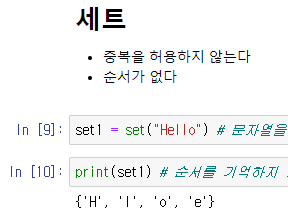 세트
중복을 허용하지 않는다
순서가 없다
In [9]: set1 = set("Hello") # 문자열을
In [10]: print(set1) # 순서를 기억하지
{'H', 'l', 'o', 'e'}